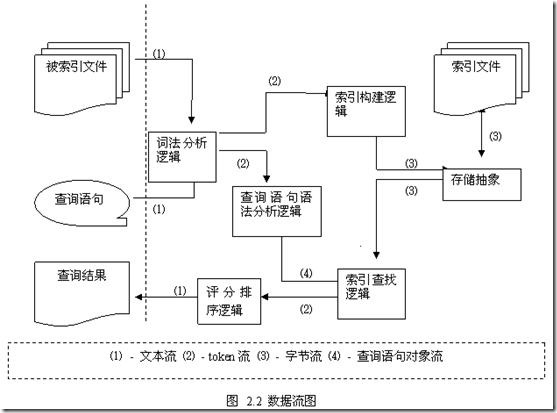 被索引文件
(1)
(2)
索引文件
索引构建逻
辑
(3)
词法分析
逻辑
(2)
(3)
(3)
存储抽象
查询语句
(1)
查询语句语
法分析逻辑
(4)
查询结果
(1)
评分排
序逻辑
(2)
索引查找
逻辑
(1) - 文本流 (2) - token 流 (3) - 字节流 (4) - 查询语句对象流
图 2.2 数据流图